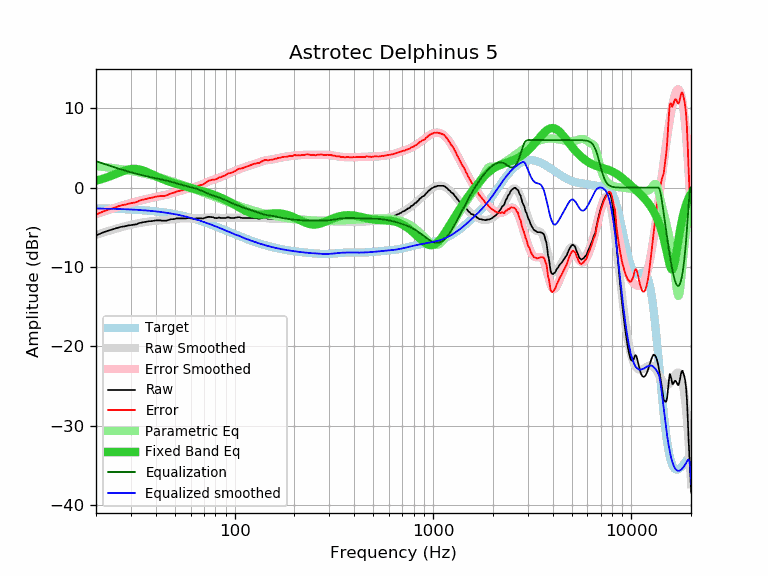 Astrotec Delphinus 5
Amplitude (dBr)
10
0
−10
−20
−30
−40
Target
Raw Smoothed
Error Smoothed
Raw
Error
Parametric Eq
Fixed Band Eq
Equalization
Equalized smoothed
100 1000 10000
Frequency (Hz)